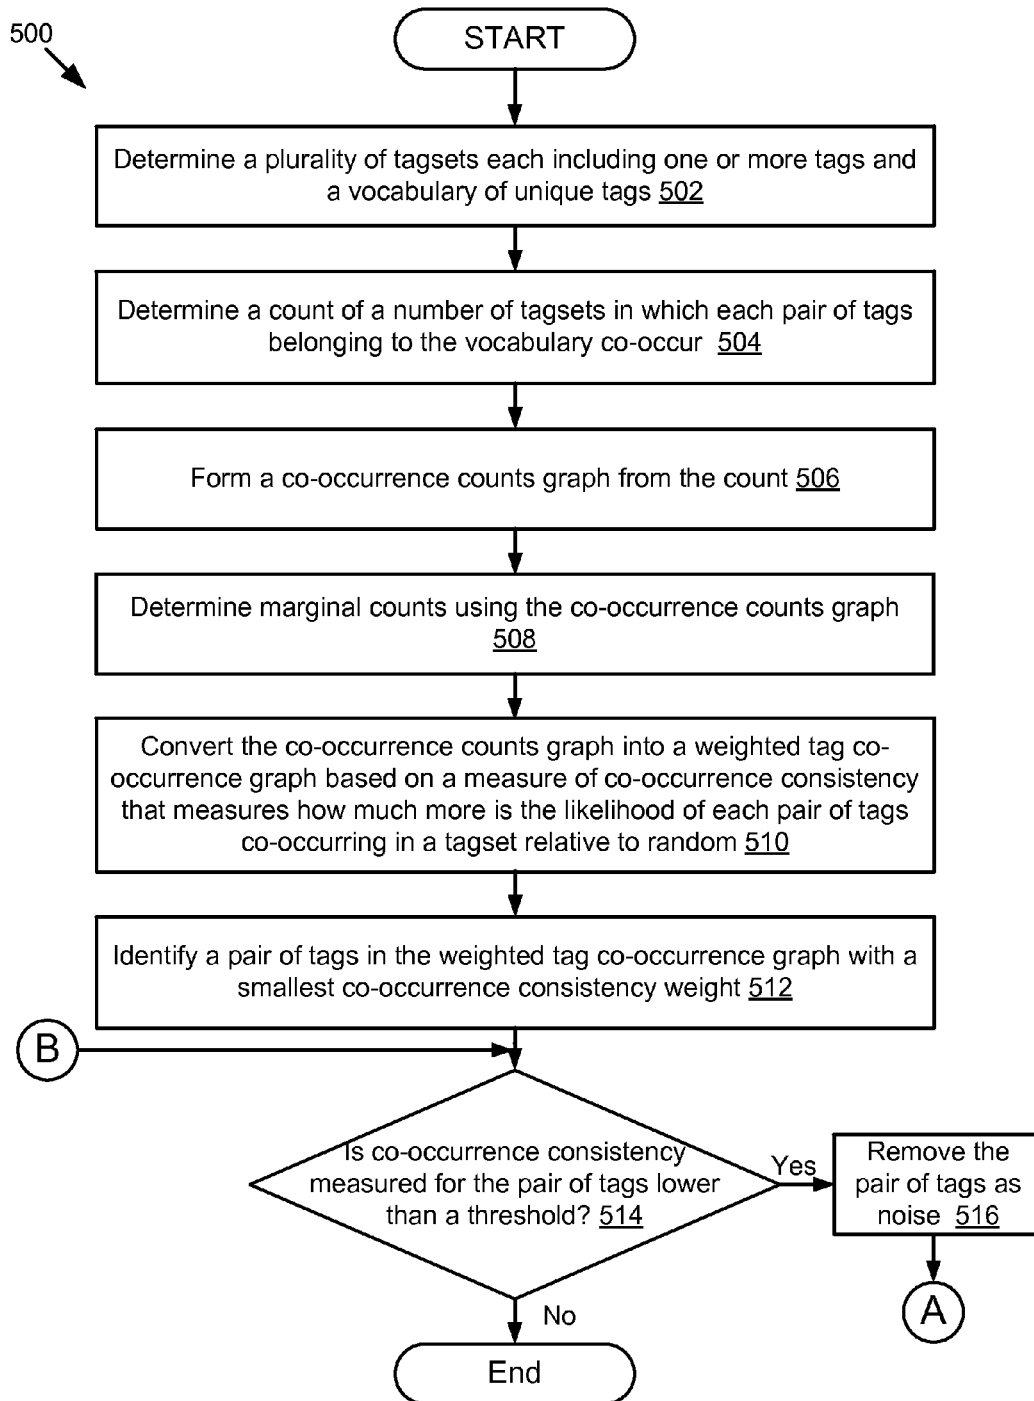 500
START
Determine a plurality of tagsets each including one or more tags and
a vocabulary of unique tags 502
Determine a count of a number of tagsets in which each pair of tags
belonging to the vocabulary co-occur 504
Form a co-occurrence counts graph from the count 506
Determine marginal counts using the co-occurrence counts graph
508
Convert the co-occurrence counts graph into a weighted tag co-
occurrence graph based on a measure of co-occurrence consistency
that measures how much more is the likelihood of each pair of tags
co-occurring in a tagset relative to random 510
Identify a pair of tags in the weighted tag co-occurrence graph with a
smallest co-occurrence consistency weight 512
B
Is co-occurrence consistency
measured for the pair of tags lower
than a threshold? 514
Yes
Remove the
pair of tags as
noise 516
A
No
End